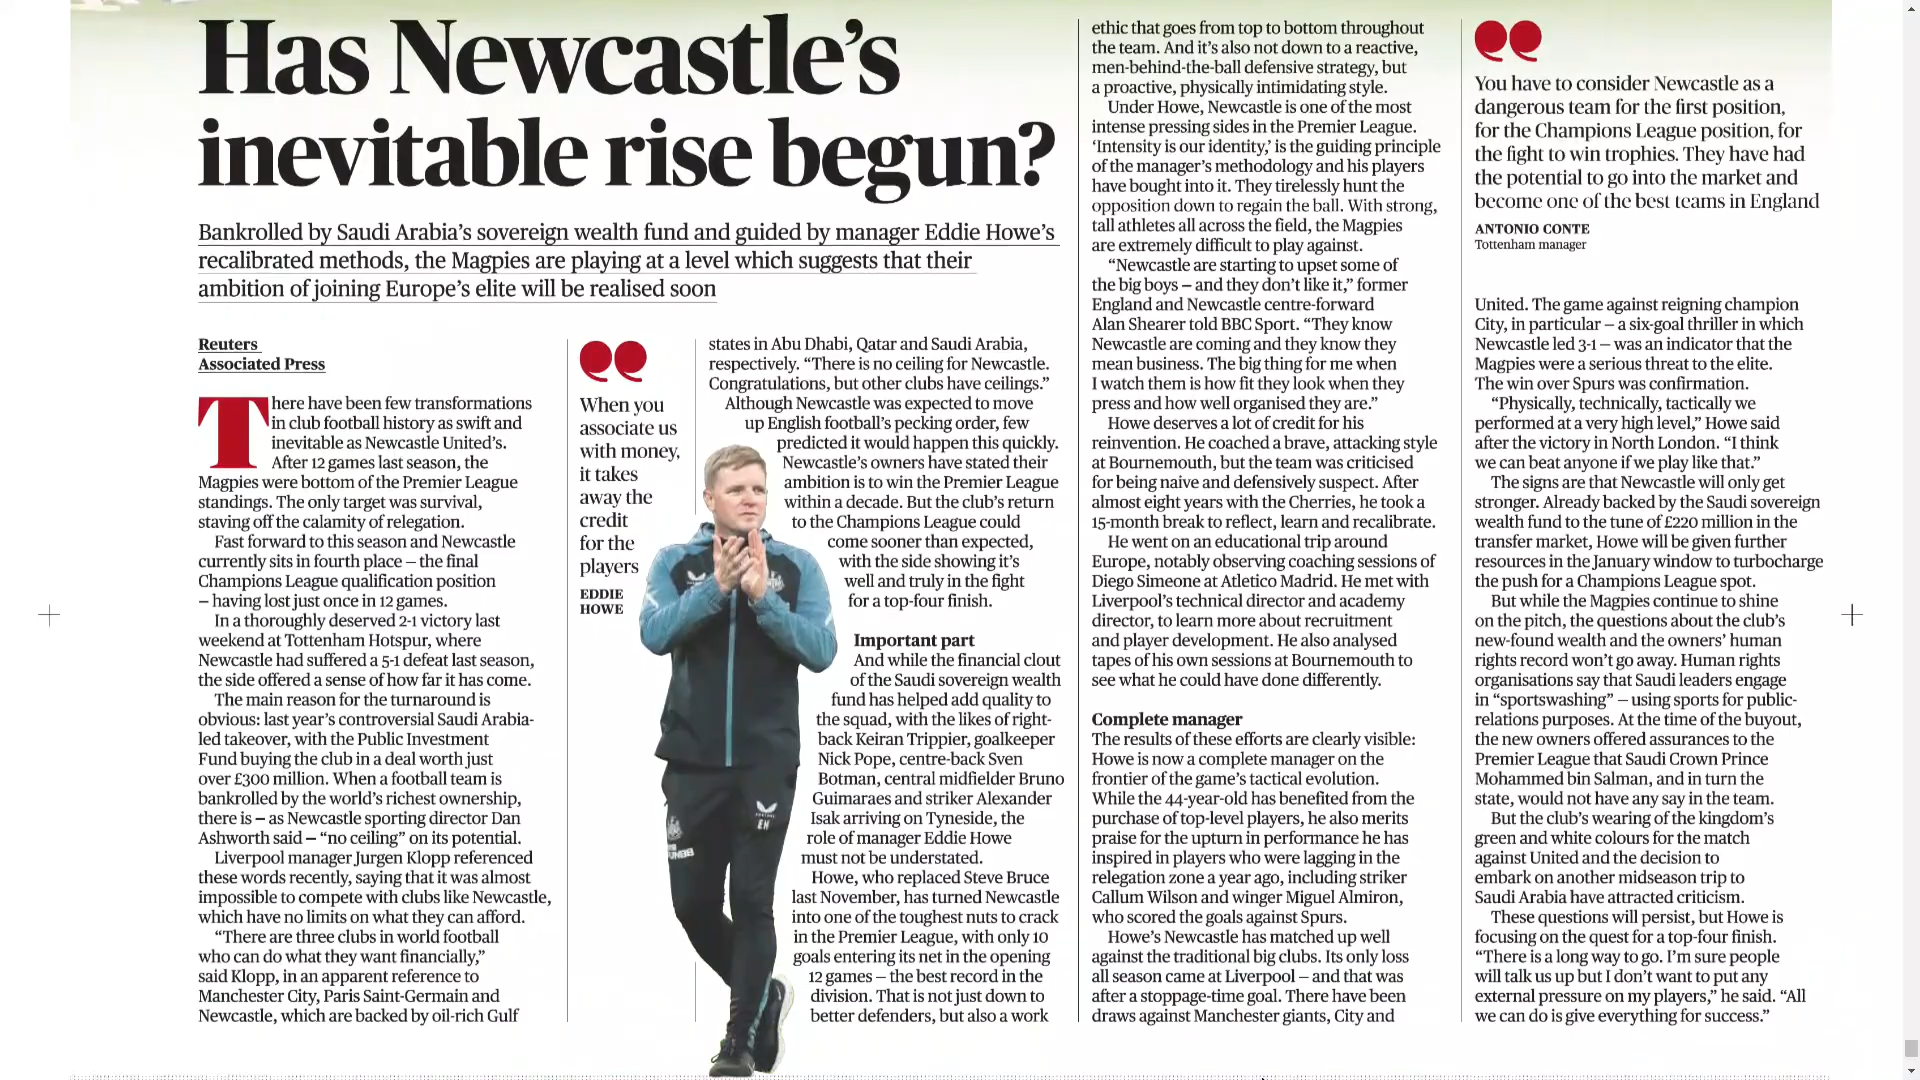 Has Newcastle's
inevitable rise begun?
Bankrolled by Saudi Arabia's sovereign wealth fund and guided by manager Eddie Howe's
recalibrated methods, the Magpies are playing at a level which suggests that their
ambition of joining Europe's elite will be realised soon
Reuters
Associated Press
There have been few transformations
in club football history as swift and
inevitable as Newcastle United's.
After 12 games last season, the
Magpies were bottom of the Premier League
standings. The only target was survival,
staving off the calamity of relegation.
Fast forward to this season and Newcastle
currently sits in fourth place – the final
Champions League qualification position
– having lost just once in 12 games.
In a thoroughly deserved 2-1 victory last
weekend at Tottenham Hotspur, where
Newcastle had suffered a 5-1 defeat last season,
the side offered a sense of how far it has come.
The main reason for the turnaround is
obvious: last year's controversial Saudi Arabia-
led takeover, with the Public Investment
Fund buying the club in a deal worth just
over £300 million. When a football team is
bankrolled by the world's richest ownership,
there is – as Newcastle sporting director Dan
Ashworth said – “no ceiling” on its potential.
Liverpool manager Jurgen Klopp referenced
these words recently, saying that it was almost
impossible to compete with clubs like Newcastle,
which have no limits on what they can afford.
“There are three clubs in world football
who can do what they want financially,”
said Klopp, in an apparent reference to
Manchester City, Paris Saint-Germain and
Newcastle, which are backed by oil-rich Gulf
When you
associate us
with money,
it takes
away the
credit
for the
players
EDDIE
HOWE
states in Abu Dhabi, Qatar and Saudi Arabia,
respectively. “There is no ceiling for Newcastle.
Congratulations, but other clubs have ceilings.”
Although Newcastle was expected to move
up English football's pecking order, few
predicted it would happen this quickly.
Newcastle's owners have stated their
ambition is to win the Premier League
within a decade. But the club's return
to the Champions League could
come sooner than expected,
with the side showing it's
well and truly in the fight
for a top-four finish.
Important part
And while the financial clout
of the Saudi sovereign wealth
fund has helped add quality to
the squad, with the likes of right-
back Keiran Trippier, goalkeeper
Nick Pope, centre-back Sven
Botman, central midfielder Bruno
Guimaraes and striker Alexander
Isak arriving on Tyneside, the
role of manager Eddie Howe
must not be understated.
Howe, who replaced Steve Bruce
last November, has turned Newcastle
into one of the toughest nuts to crack
in the Premier League, with only 10
goals entering its net in the opening
12 games – the best record in the
division. That is not just down to
better defenders, but also a work
EH
ethic that goes from top to bottom throughout
the team. And it's also not down to a reactive,
men-behind-the-ball defensive strategy, but
a proactive, physically intimidating style.
Under Howe, Newcastle is one of the most
intense pressing sides in the Premier League.
‘Intensity is our identity,’ is the guiding principle
of the manager's methodology and his players
have bought into it. They tirelessly hunt the
opposition down to regain the ball. With strong,
tall athletes all across the field, the Magpies
are extremely difficult to play against.
“Newcastle are starting to upset some of
the big boys – and they don't like it,” former
England and Newcastle centre-forward
Alan Shearer told BBC Sport. “They know
Newcastle are coming and they know they
mean business. The big thing for me when
I watch them is how fit they look when they
press and how well organised they are.”
Howe deserves a lot of credit for his
reinvention. He coached a brave, attacking style
at Bournemouth, but the team was criticised
for being naive and defensively suspect. After
almost eight years with the Cherries, he took a
15-month break to reflect, learn and recalibrate.
He went on an educational trip around
Europe, notably observing coaching sessions of
Diego Simeone at Atletico Madrid. He met with
Liverpool's technical director and academy
director, to learn more about recruitment
and player development. He also analysed
tapes of his own sessions at Bournemouth to
see what he could have done differently.
Complete manager
The results of these efforts are clearly visible:
Howe is now a complete manager on the
frontier of the game's tactical evolution.
While the 44-year-old has benefited from the
purchase of top-level players, he also merits
praise for the upturn in performance he has
inspired in players who were lagging in the
relegation zone a year ago, including striker
Callum Wilson and winger Miguel Almiron,
who scored the goals against Spurs.
Howe's Newcastle has matched up well
against the traditional big clubs. Its only loss
all season came at Liverpool – and that was
after a stoppage-time goal. There have been
draws against Manchester giants, City and
You have to consider Newcastle as a
dangerous team for the first position,
for the Champions League position, for
the fight to win trophies. They have had
the potential to go into the market and
become one of the best teams in England
ANTONIO CONTE
Tottenham manager
United. The game against reigning champion
City, in particular – a six-goal thriller in which
Newcastle led 3-1 – was an indicator that the
Magpies were a serious threat to the elite.
The win over Spurs was confirmation.
“Physically, technically, tactically we
performed at a very high level,” Howe said
after the victory in North London. “I think
we can beat anyone if we play like that.”
The signs are that Newcastle will only get
stronger. Already backed by the Saudi sovereign
wealth fund to the tune of £220 million in the
transfer market, Howe will be given further
resources in the January window to turbocharge
the push for a Champions League spot.
But while the Magpies continue to shine
on the pitch, the questions about the club's
new-found wealth and the owners' human
rights record won't go away. Human rights
organisations say that Saudi leaders engage
in “sportswashing” – using sports for public-
relations purposes. At the time of the buyout,
the new owners offered assurances to the
Premier League that Saudi Crown Prince
Mohammed bin Salman, and in turn the
state, would not have any say in the team.
But the club's wearing of the kingdom's
green and white colours for the match
against United and the decision to
embark on another midseason trip to
Saudi Arabia have attracted criticism.
These questions will persist, but Howe is
focusing on the quest for a top-four finish.
“There is a long way to go. I'm sure people
will talk us up but I don't want to put any
external pressure on my players,” he said. “All
we can do is give everything for success.”